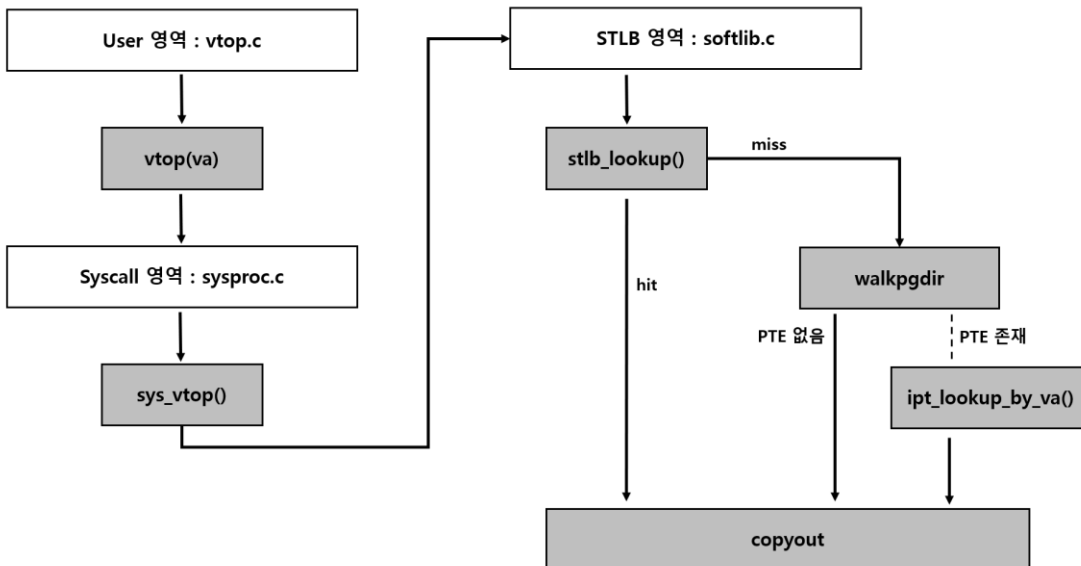 User 영역 : vtop.c
vtop(va)
Syscall 영역 : sysproc.c
sys_vtop()
STLB 영역 : softlib.c
stlb_lookup()
miss
hit
walkpgdir
PTE 없음
PTE 존재
ipt_lookup_by_va()
copyout